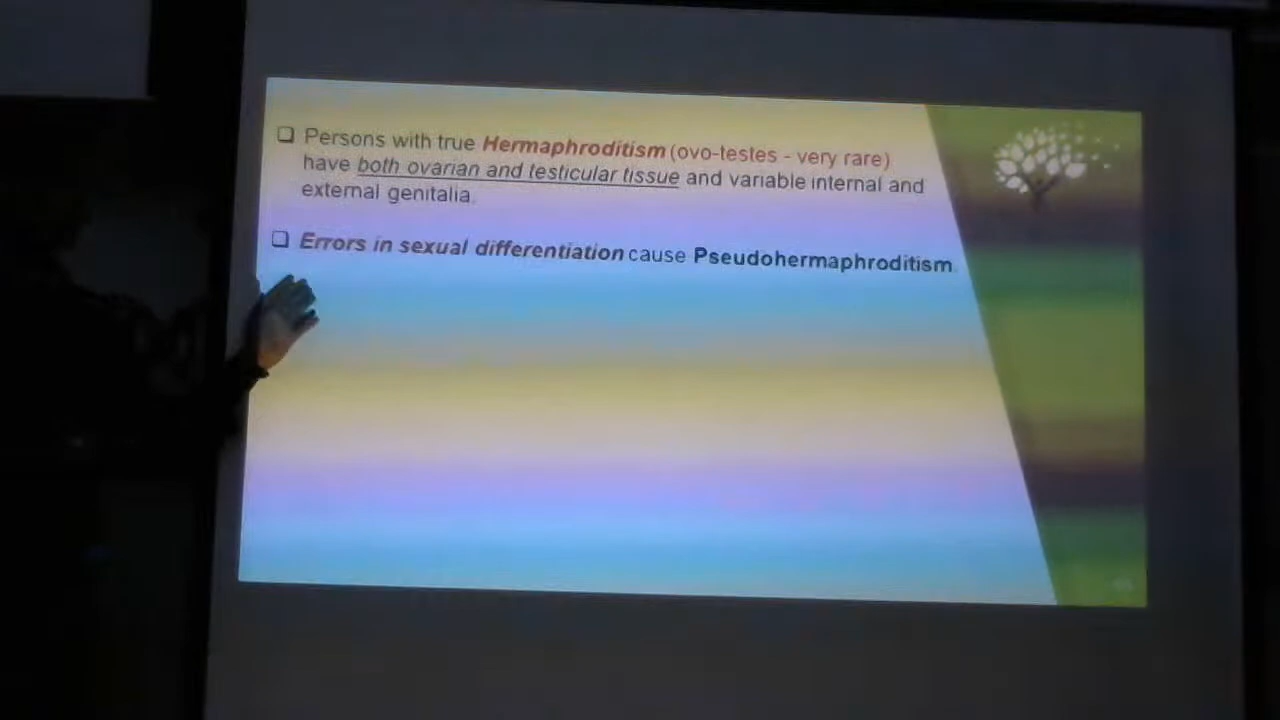 ❑ Persons with true Hermaphroditism (ovo-testes - very rare)
have both ovarian and testicular tissue and variable internal and
external genitalia.
❑ Errors in sexual differentiation cause Pseudohermaphroditism.